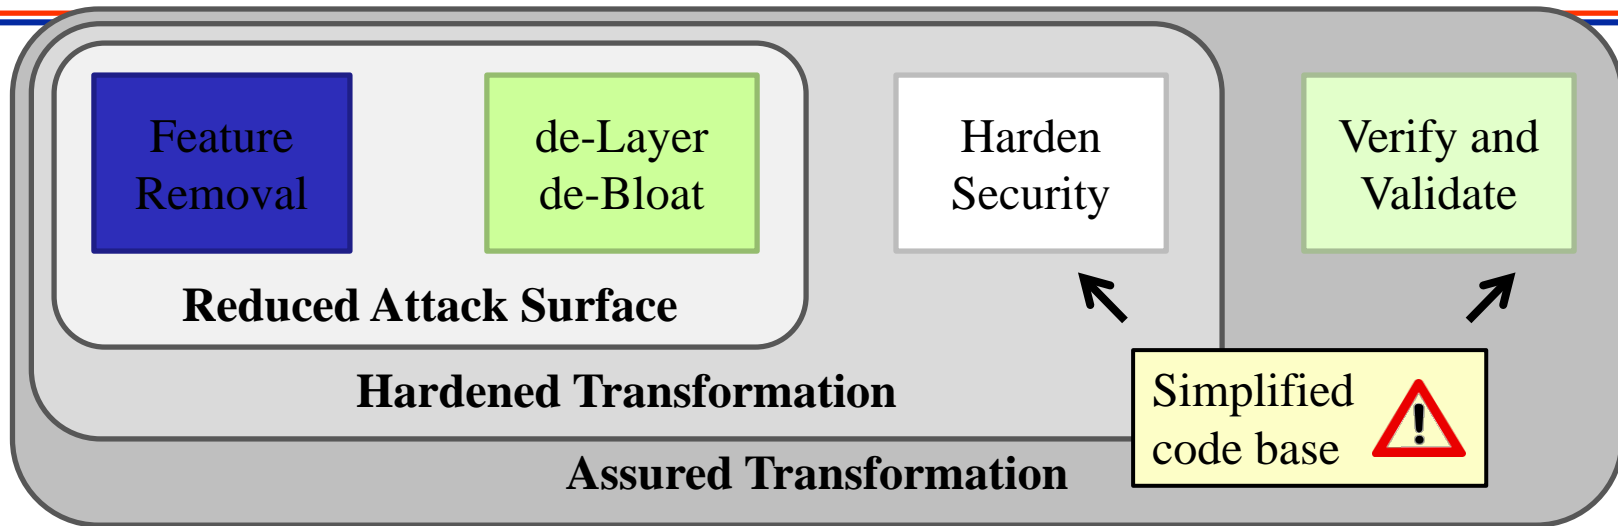 Feature
Removal
de-Layer
de-Bloat
Harden
Security
Verify and
Validate
Reduced Attack Surface
Hardened Transformation
Simplified
code base
Assured Transformation